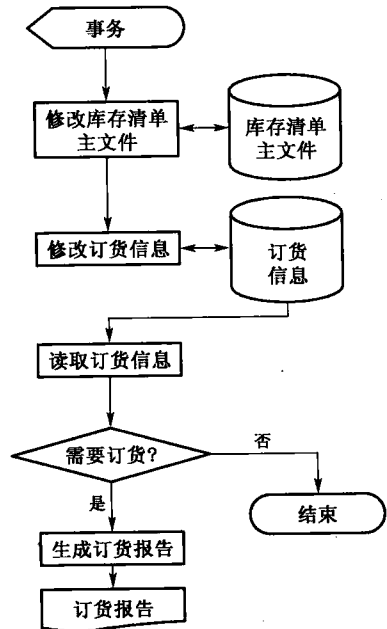 事务
修改库存清单
主文件
库存清单
主文件
修改订货信息
订货
信息
读取订货信息
需要订货?
否
是
结束
生成订货报告
订货报告